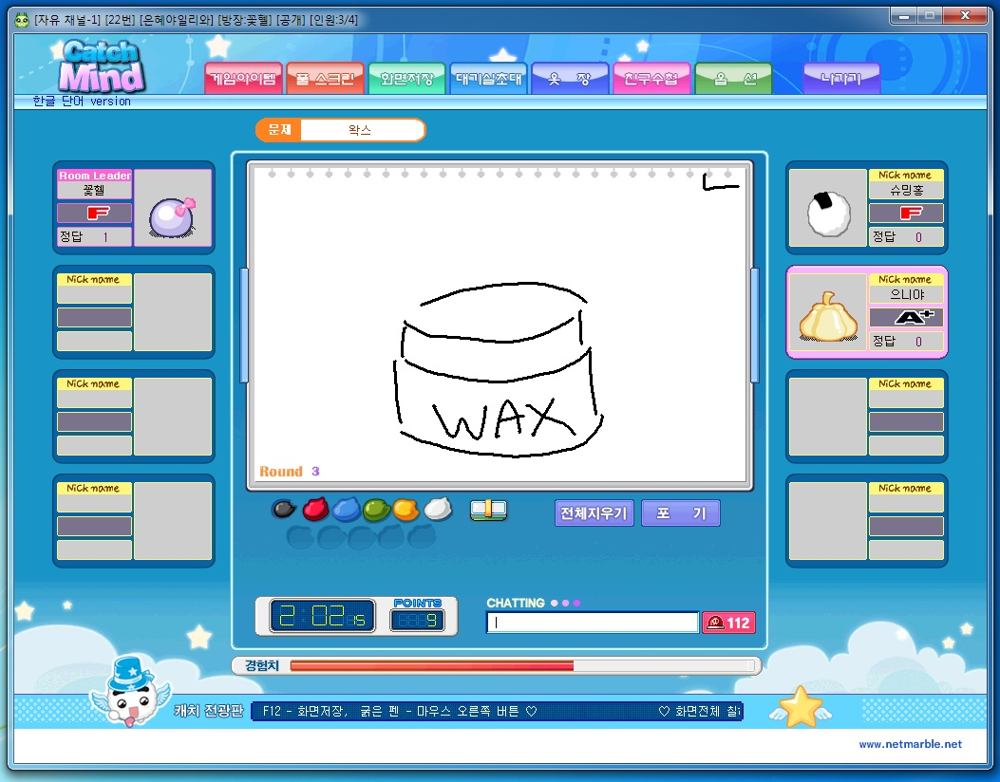 [자유 채널-1] [22번] [은혜야일리와] [방장:꽃헬] [공개] [인원:3/4]
Catch Mind
게임아이템 풀 스크린 화면저장 대기실초대 옷 장 친구수첩 옵 션 나가기
한글 단어 version
문제 왁스
Room Leader
꽃헬
F
정답 1
Nick name
슈밍홍
F
정답 0
Nick name
Nick name
으니야
A+
정답 0
Nick name
Nick name
Nick name
Nick name
WAX
Round 3
전체지우기 포 기
2:02 15
POINTS
9
CHATTING
112
경험치
캐치 전광판
F12 - 화면저장, 굵은 펜 - 마우스 오른쪽 버튼 ♡ ♡ 화면전체 칠
www.netmarble.net